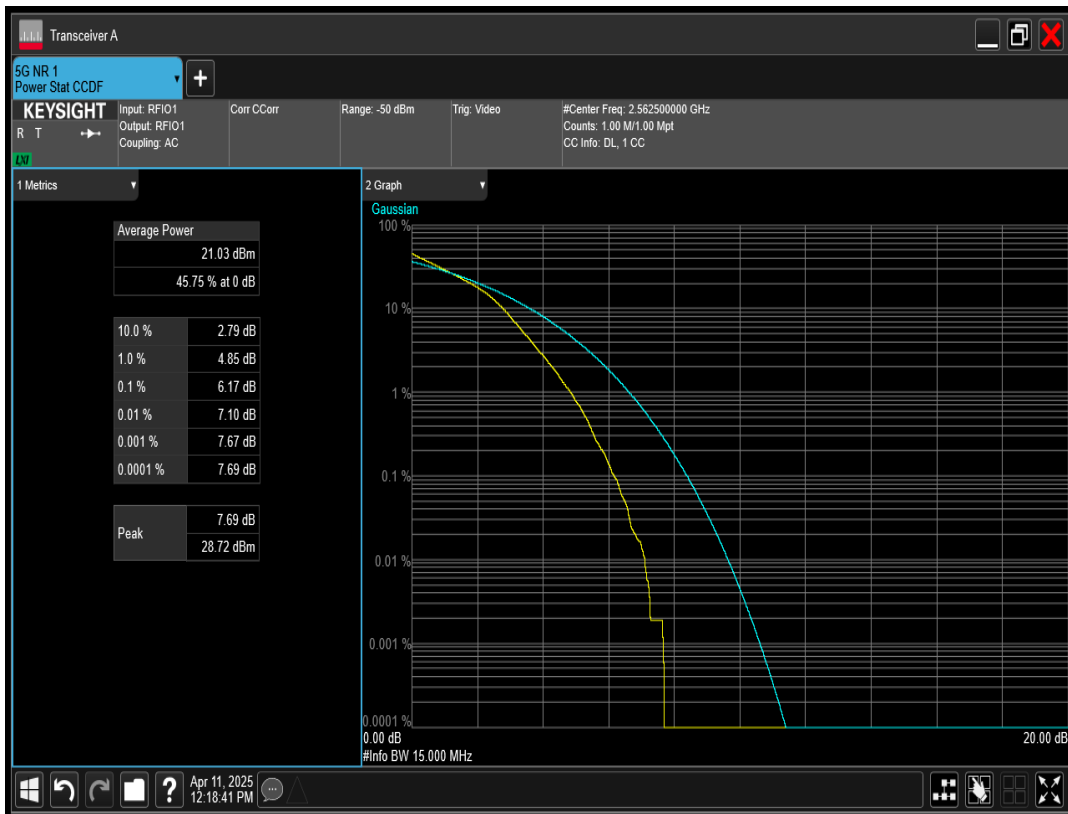 Transceiver A
5G NR 1
Power Stat CCDF
+
KEYSIGHT
R T
LXI
Input: RFIO1
Output: RFIO1
Coupling: AC
Corr CCorr
Range: -50 dBm
Trig: Video
#Center Freq: 2.562500000 GHz
Counts: 1.00 M/1.00 Mpt
CC Info: DL, 1 CC
1 Metrics
Average Power
21.03 dBm
45.75 % at 0 dB
10.0 % 2.79 dB
1.0 % 4.85 dB
0.1 % 6.17 dB
0.01 % 7.10 dB
0.001 % 7.67 dB
0.0001 % 7.69 dB
Peak
7.69 dB
28.72 dBm
2 Graph
Gaussian
100 %
10 %
1 %
0.1 %
0.01 %
0.001 %
0.0001 %
0.00 dB 20.00 dB
#Info BW 15.000 MHz
?
Apr 11, 2025
12:18:41 PM